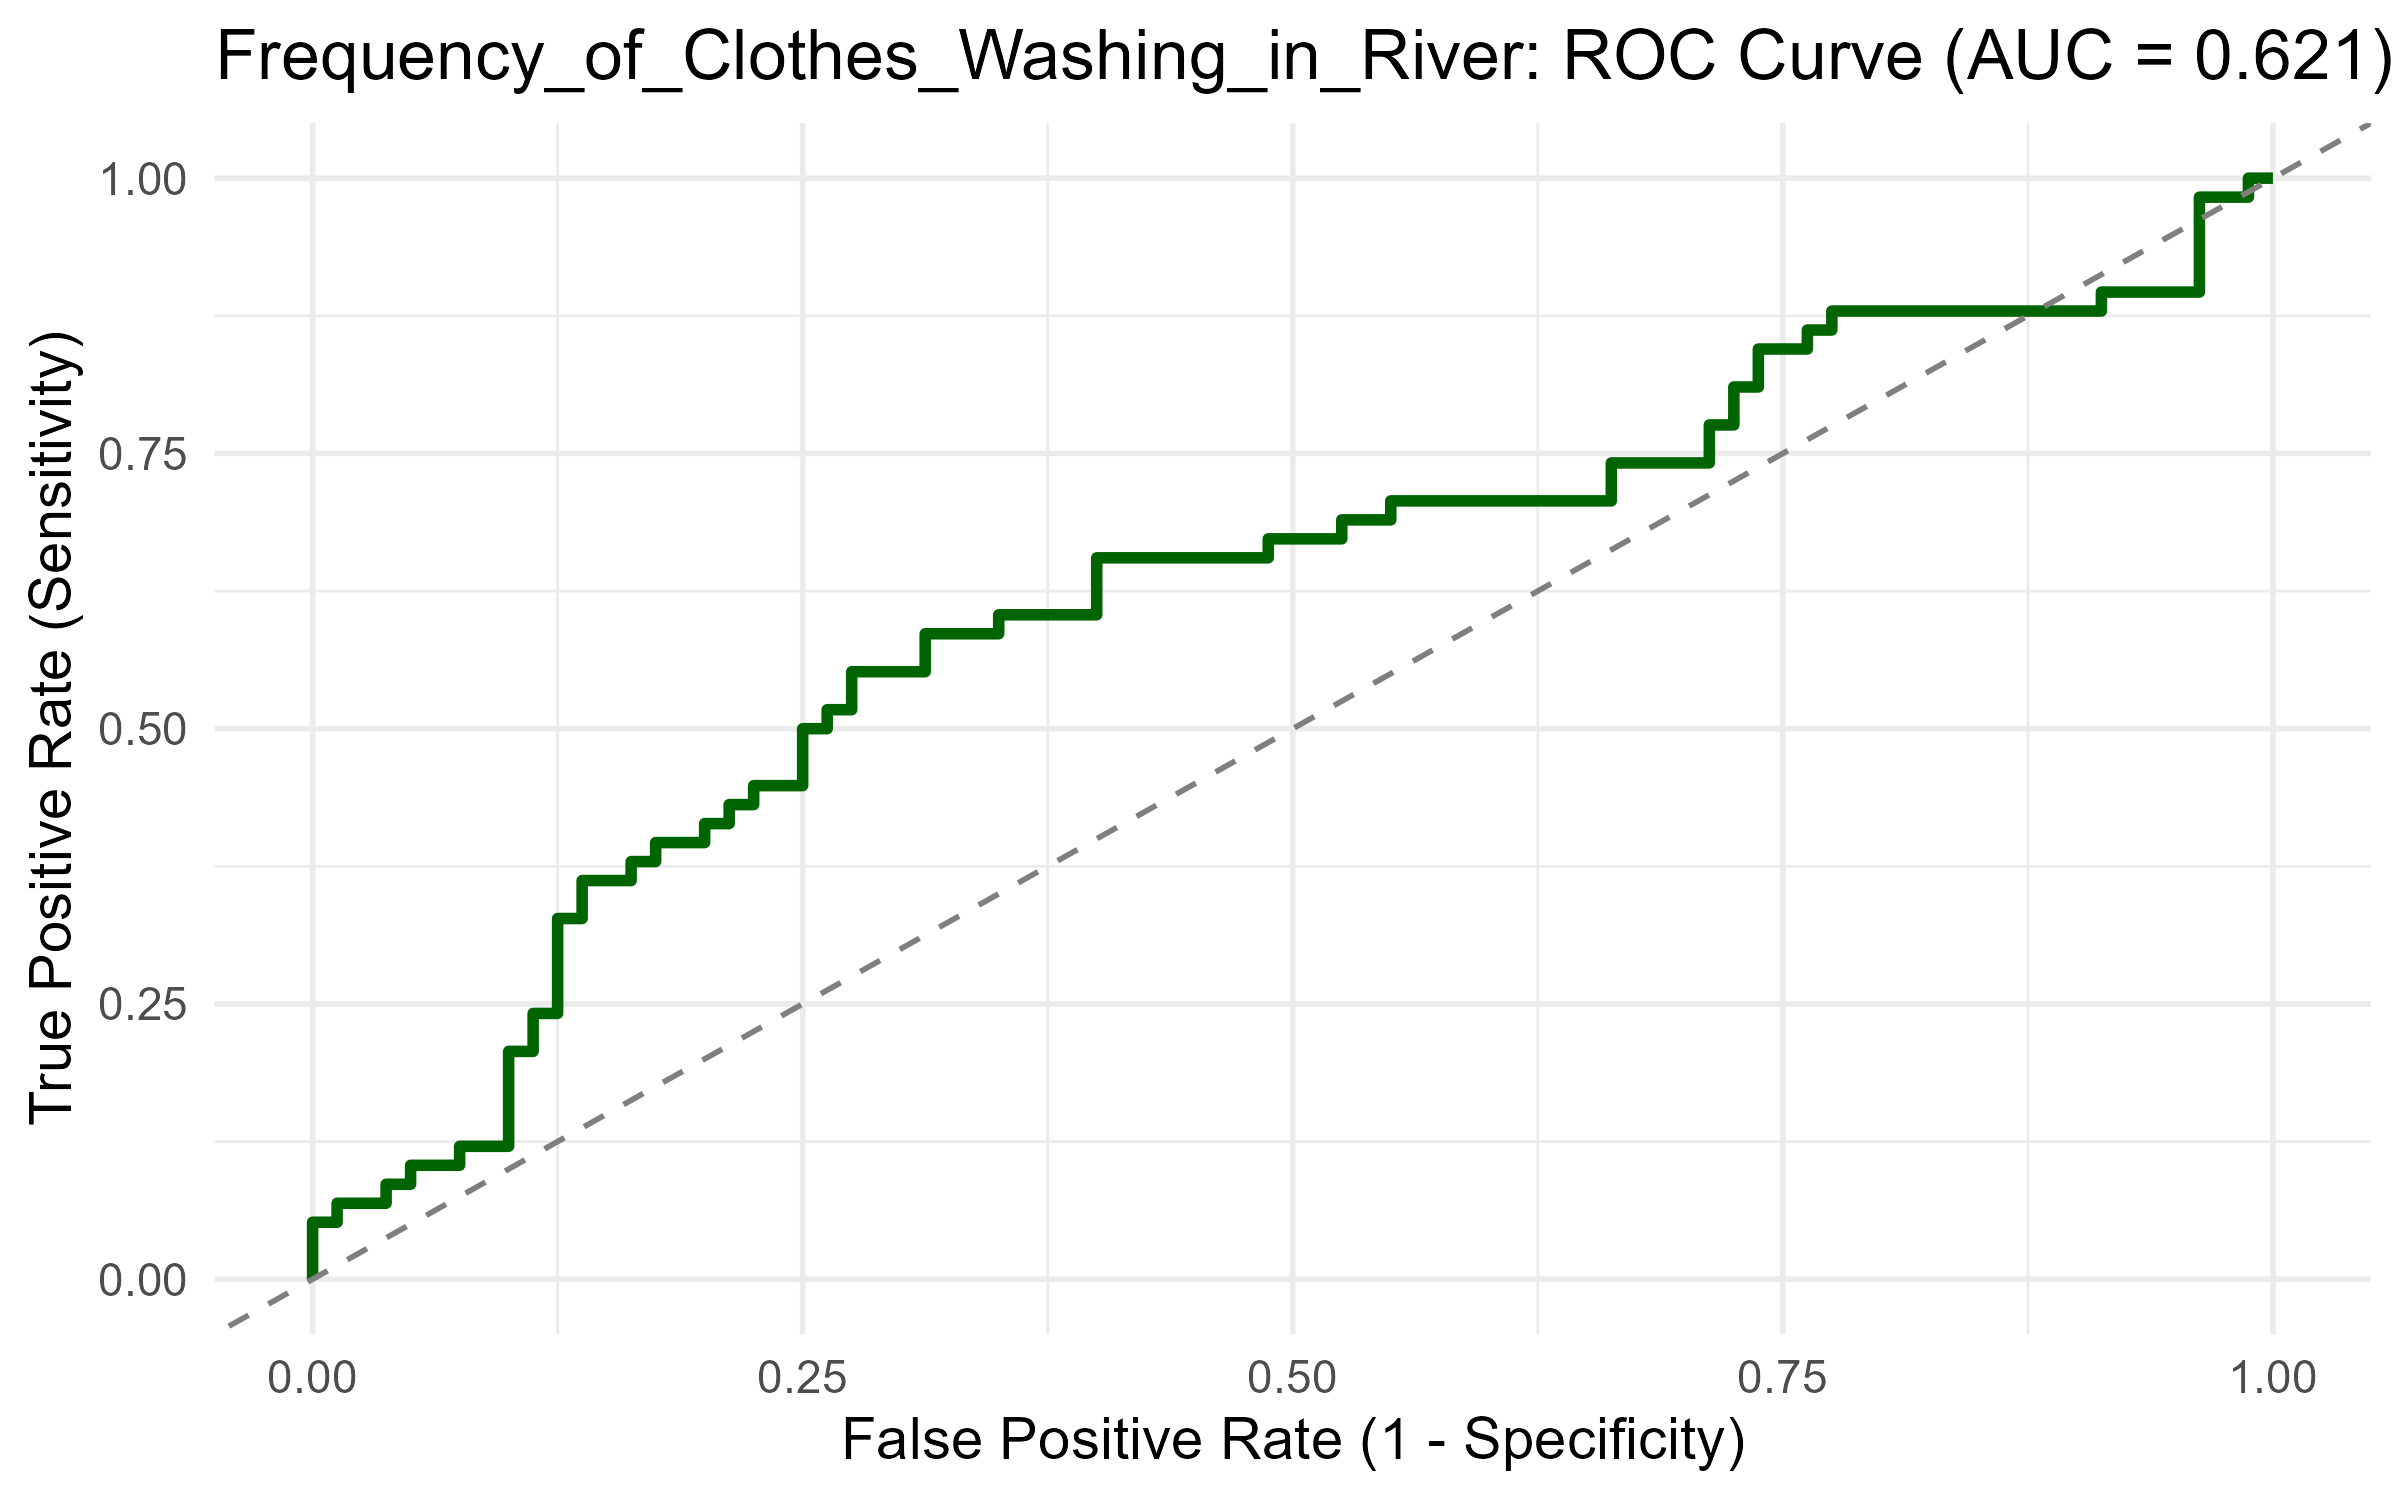 Frequency_of_Clothes_Washing_in_River: ROC Curve (AUC = 0.621)
True Positive Rate (Sensitivity)
1.00
0.75
0.50
0.25
0.00
0.00 0.25 0.50 0.75 1.00
False Positive Rate (1 - Specificity)